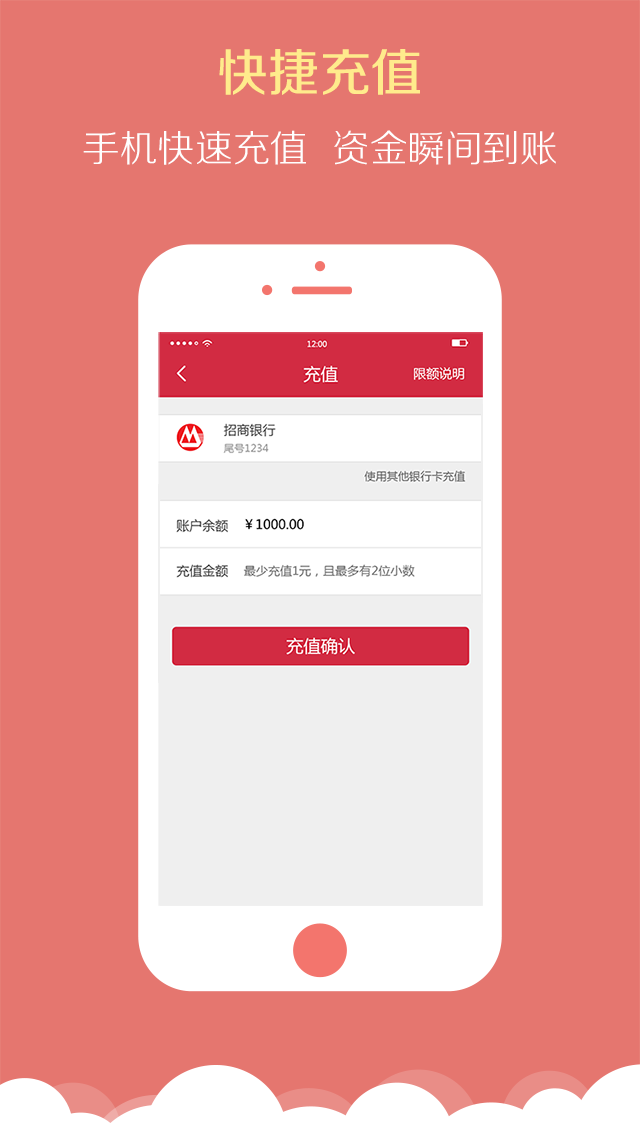 快捷充值
手机快速充值 资金瞬间到账
12:00
充值 限额说明
招商银行
尾号1234
使用其他银行卡充值
账户余额 ¥1000.00
充值金额 最少充值1元，且最多有2位小数
充值确认